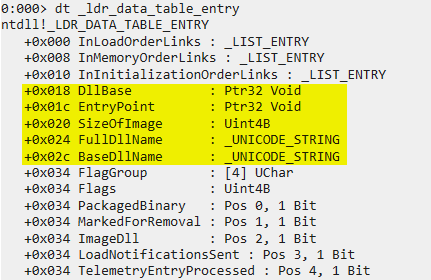 0:000> dt _ldr_data_table_entry
ntdll!_LDR_DATA_TABLE_ENTRY
+0x000 InLoadOrderLinks : _LIST_ENTRY
+0x008 InMemoryOrderLinks : _LIST_ENTRY
+0x010 InInitializationOrderLinks : _LIST_ENTRY
+0x018 DllBase : Ptr32 Void
+0x01c EntryPoint : Ptr32 Void
+0x020 SizeOfImage : Uint4B
+0x024 FullDllName : _UNICODE_STRING
+0x02c BaseDllName : _UNICODE_STRING
+0x034 FlagGroup : [4] UChar
+0x034 Flags : Uint4B
+0x034 PackagedBinary : Pos 0, 1 Bit
+0x034 MarkedForRemoval : Pos 1, 1 Bit
+0x034 ImageDll : Pos 2, 1 Bit
+0x034 LoadNotificationsSent : Pos 3, 1 Bit
+0x034 TelemetryEntryProcessed : Pos 4, 1 Bit